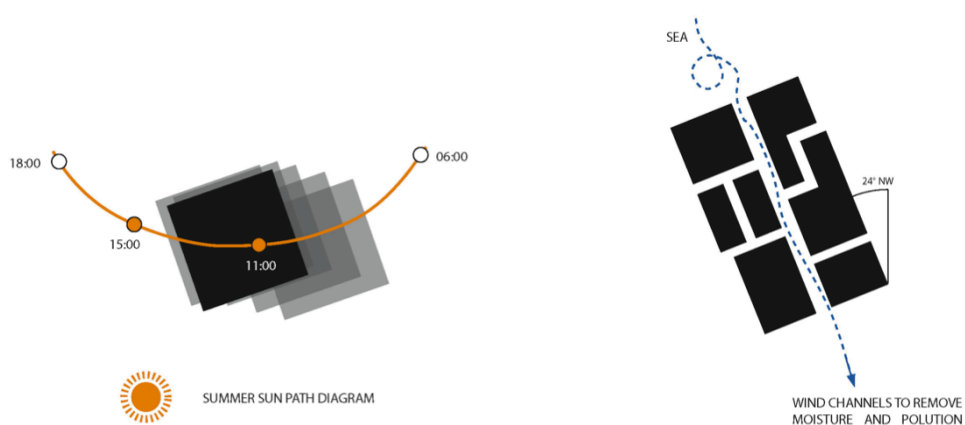 18:00
06:00
15:00
11:00
SUMMER SUN PATH DIAGRAM
SEA
24° NW
WIND CHANNELS TO REMOVE
MOISTURE AND POLUTION